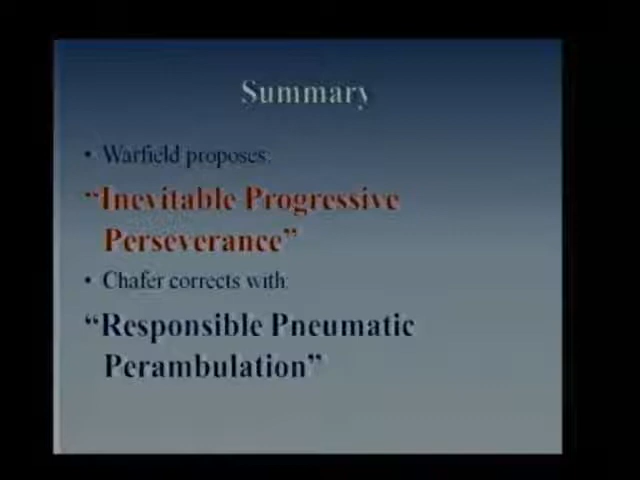 Summary
• Warfield proposes:
“Inevitable Progressive
Perseverance”
• Chafer corrects with:
“Responsible Pneumatic
Perambulation”